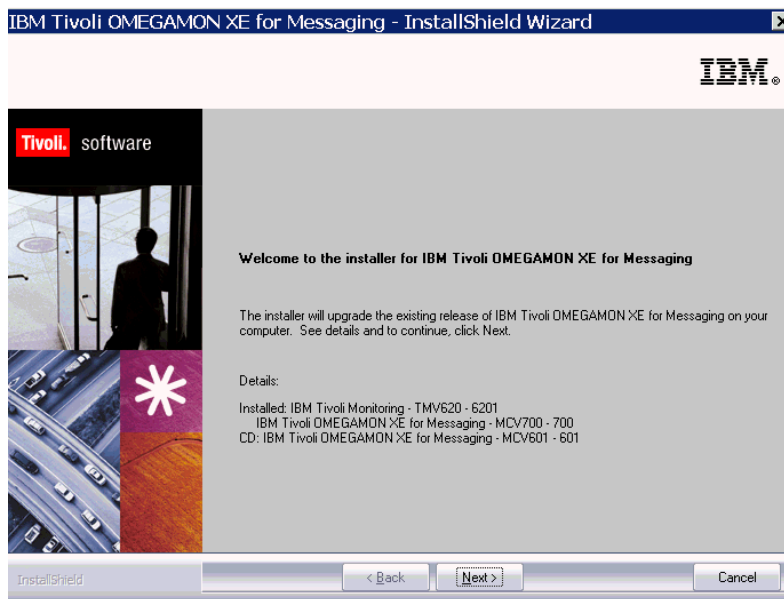 IBM Tivoli OMEGAMON XE for Messaging - InstallShield Wizard
IBM®
Tivoli. software
Welcome to the installer for IBM Tivoli OMEGAMON XE for Messaging
The installer will upgrade the existing release of IBM Tivoli OMEGAMON XE for Messaging on your
computer. See details and to continue, click Next.
Details:
Installed: IBM Tivoli Monitoring - TMV620 - 6201
IBM Tivoli OMEGAMON XE for Messaging - MCV700 - 700
CD: IBM Tivoli OMEGAMON XE for Messaging - MCV601 - 601
InstallShield
< Back
Next >
Cancel